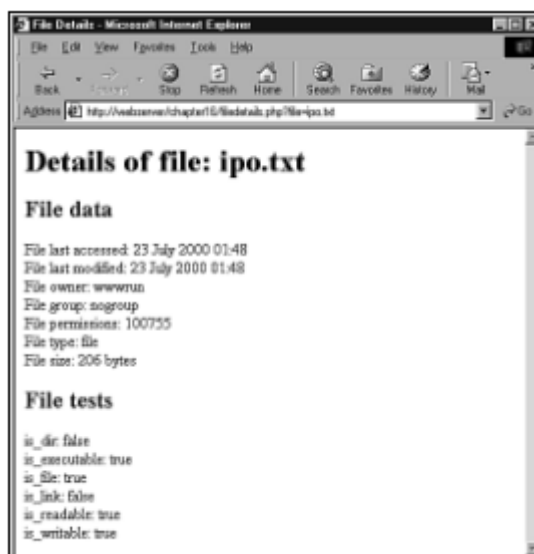 File Details - Microsoft Internet Explorer
File Edit View Favorites Tools Help
Back Forward Stop Refresh Home Search Favorites History Mail
Address http://webserver/chapter16/filedetails.php?file=ipo.txt Go
Details of file: ipo.txt
File data
File last accessed: 23 July 2000 01:48
File last modified: 23 July 2000 01:48
File owner: wwwrun
File group: nogroup
File permissions: 100755
File type: file
File size: 206 bytes
File tests
is_dir: false
is_executable: true
is_file: true
is_link: false
is_readable: true
is_writable: true